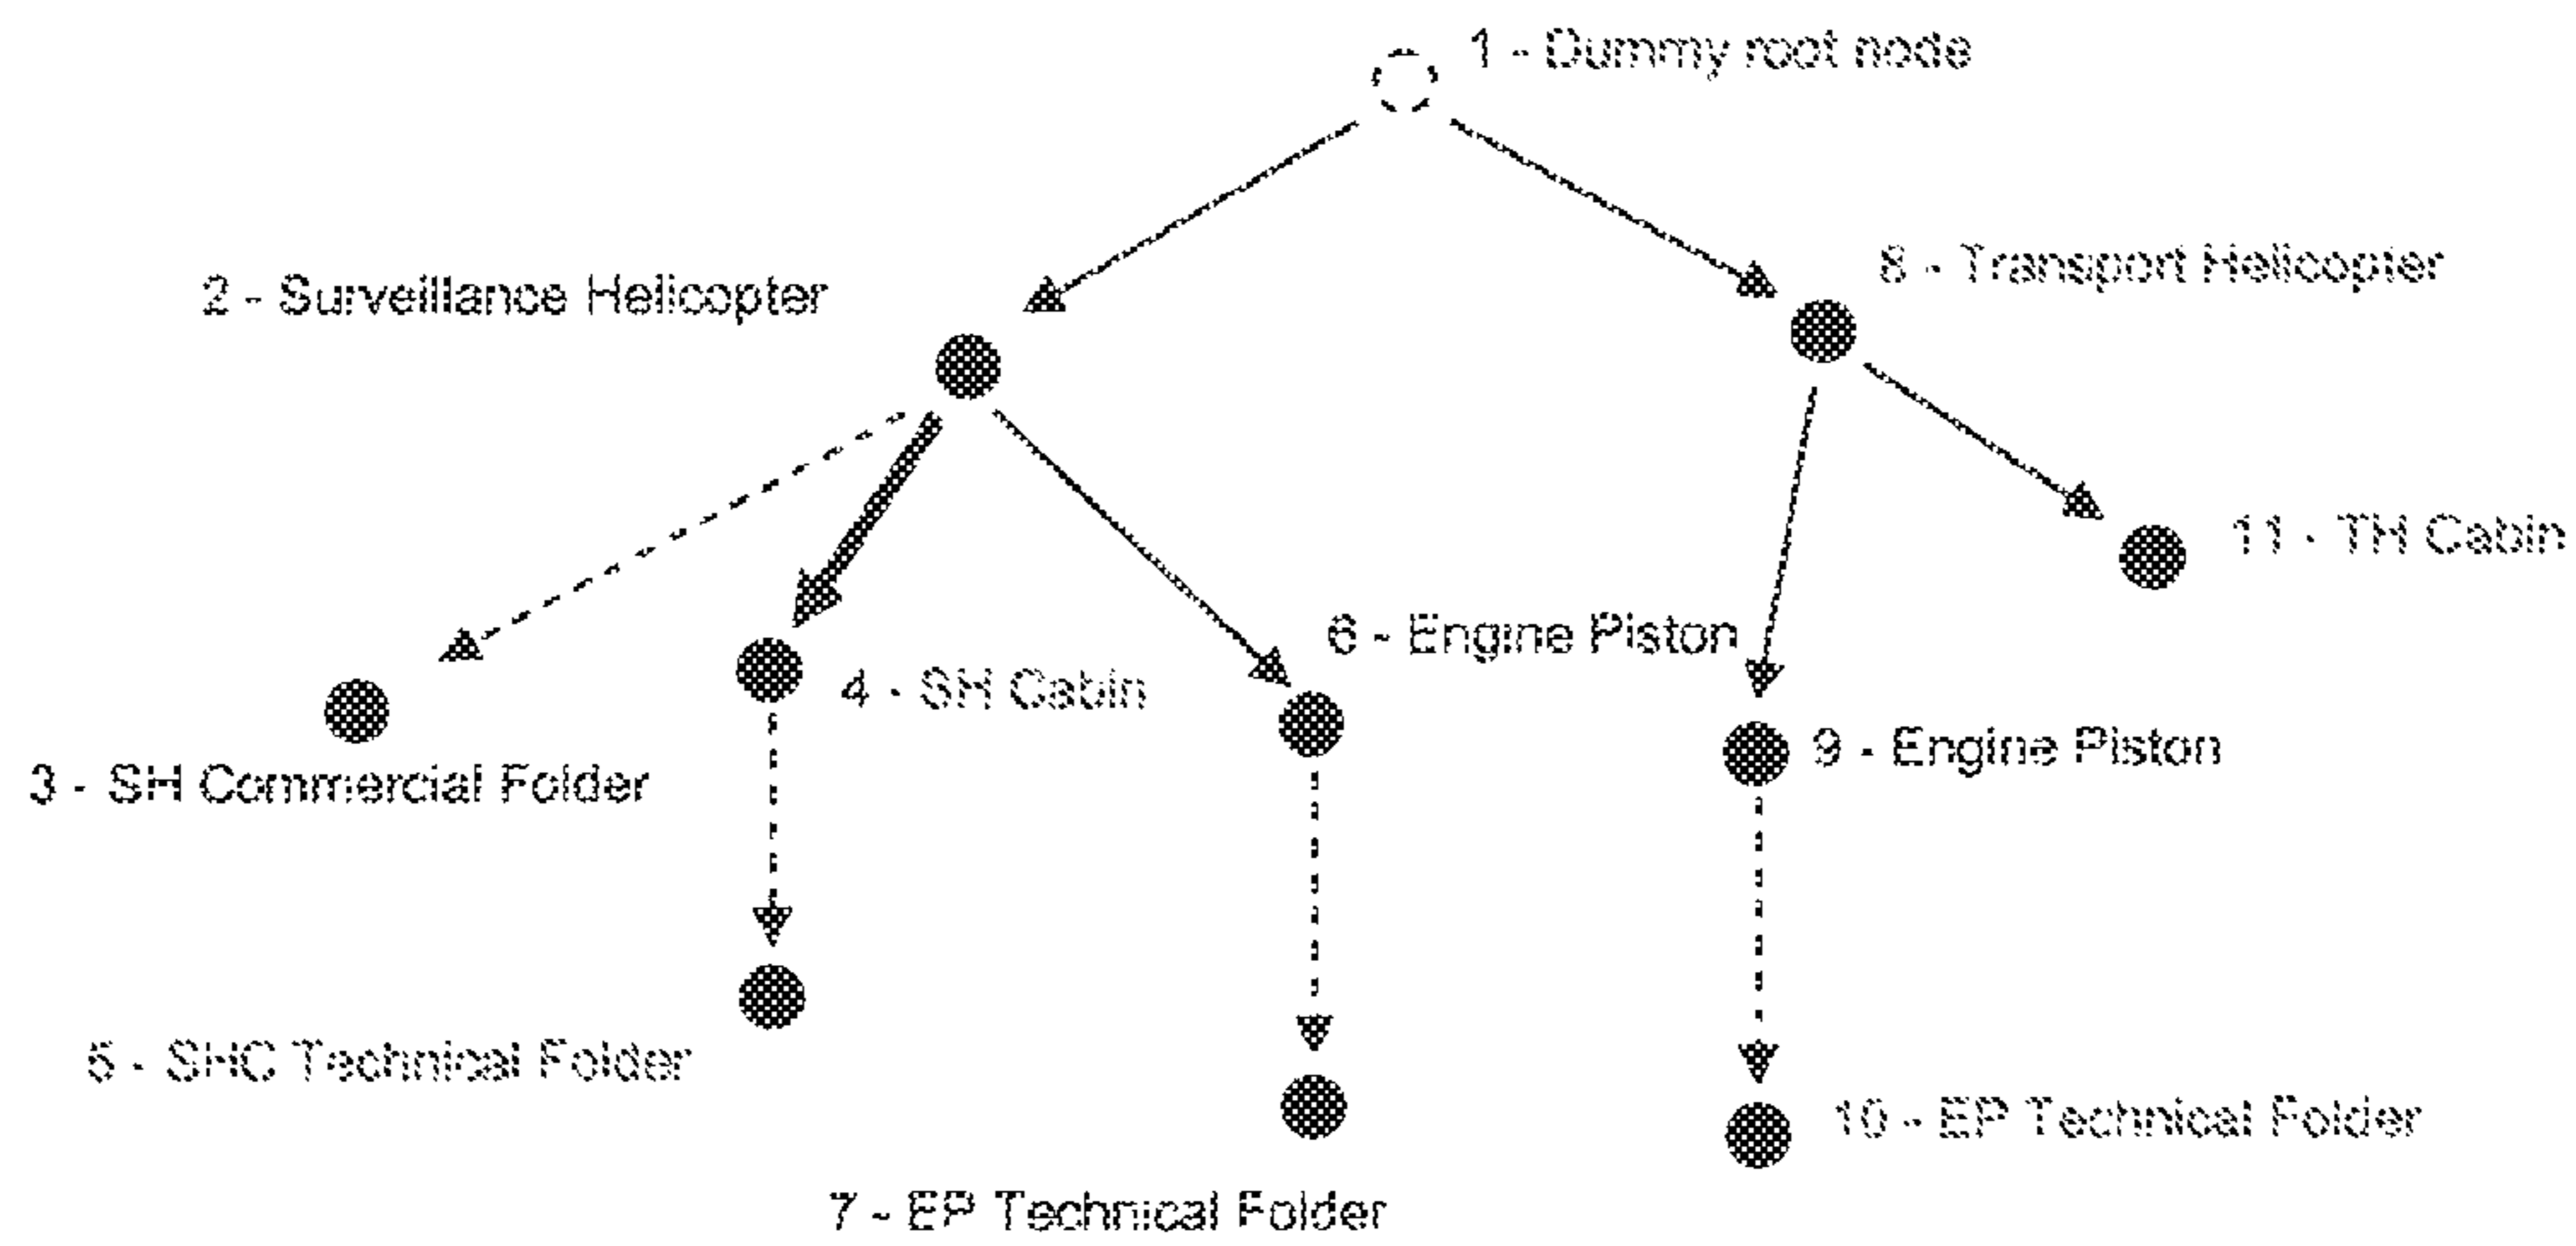 1 - Dummy root node
2 - Surveillance Helicopter
8 - Transport Helicopter
11 - TH Cabin
6 - Engine Piston
4 - SH Cabin
9 - Engine Piston
3 - SH Commercial Folder
5 - SHC Technical Folder
10 - EP Technical Folder
7 - EP Technical Folder